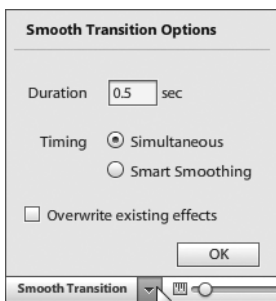 Smooth Transition Options
Duration 0.5 sec
Timing Simultaneous
Smart Smoothing
Overwrite existing effects
OK
Smooth Transition